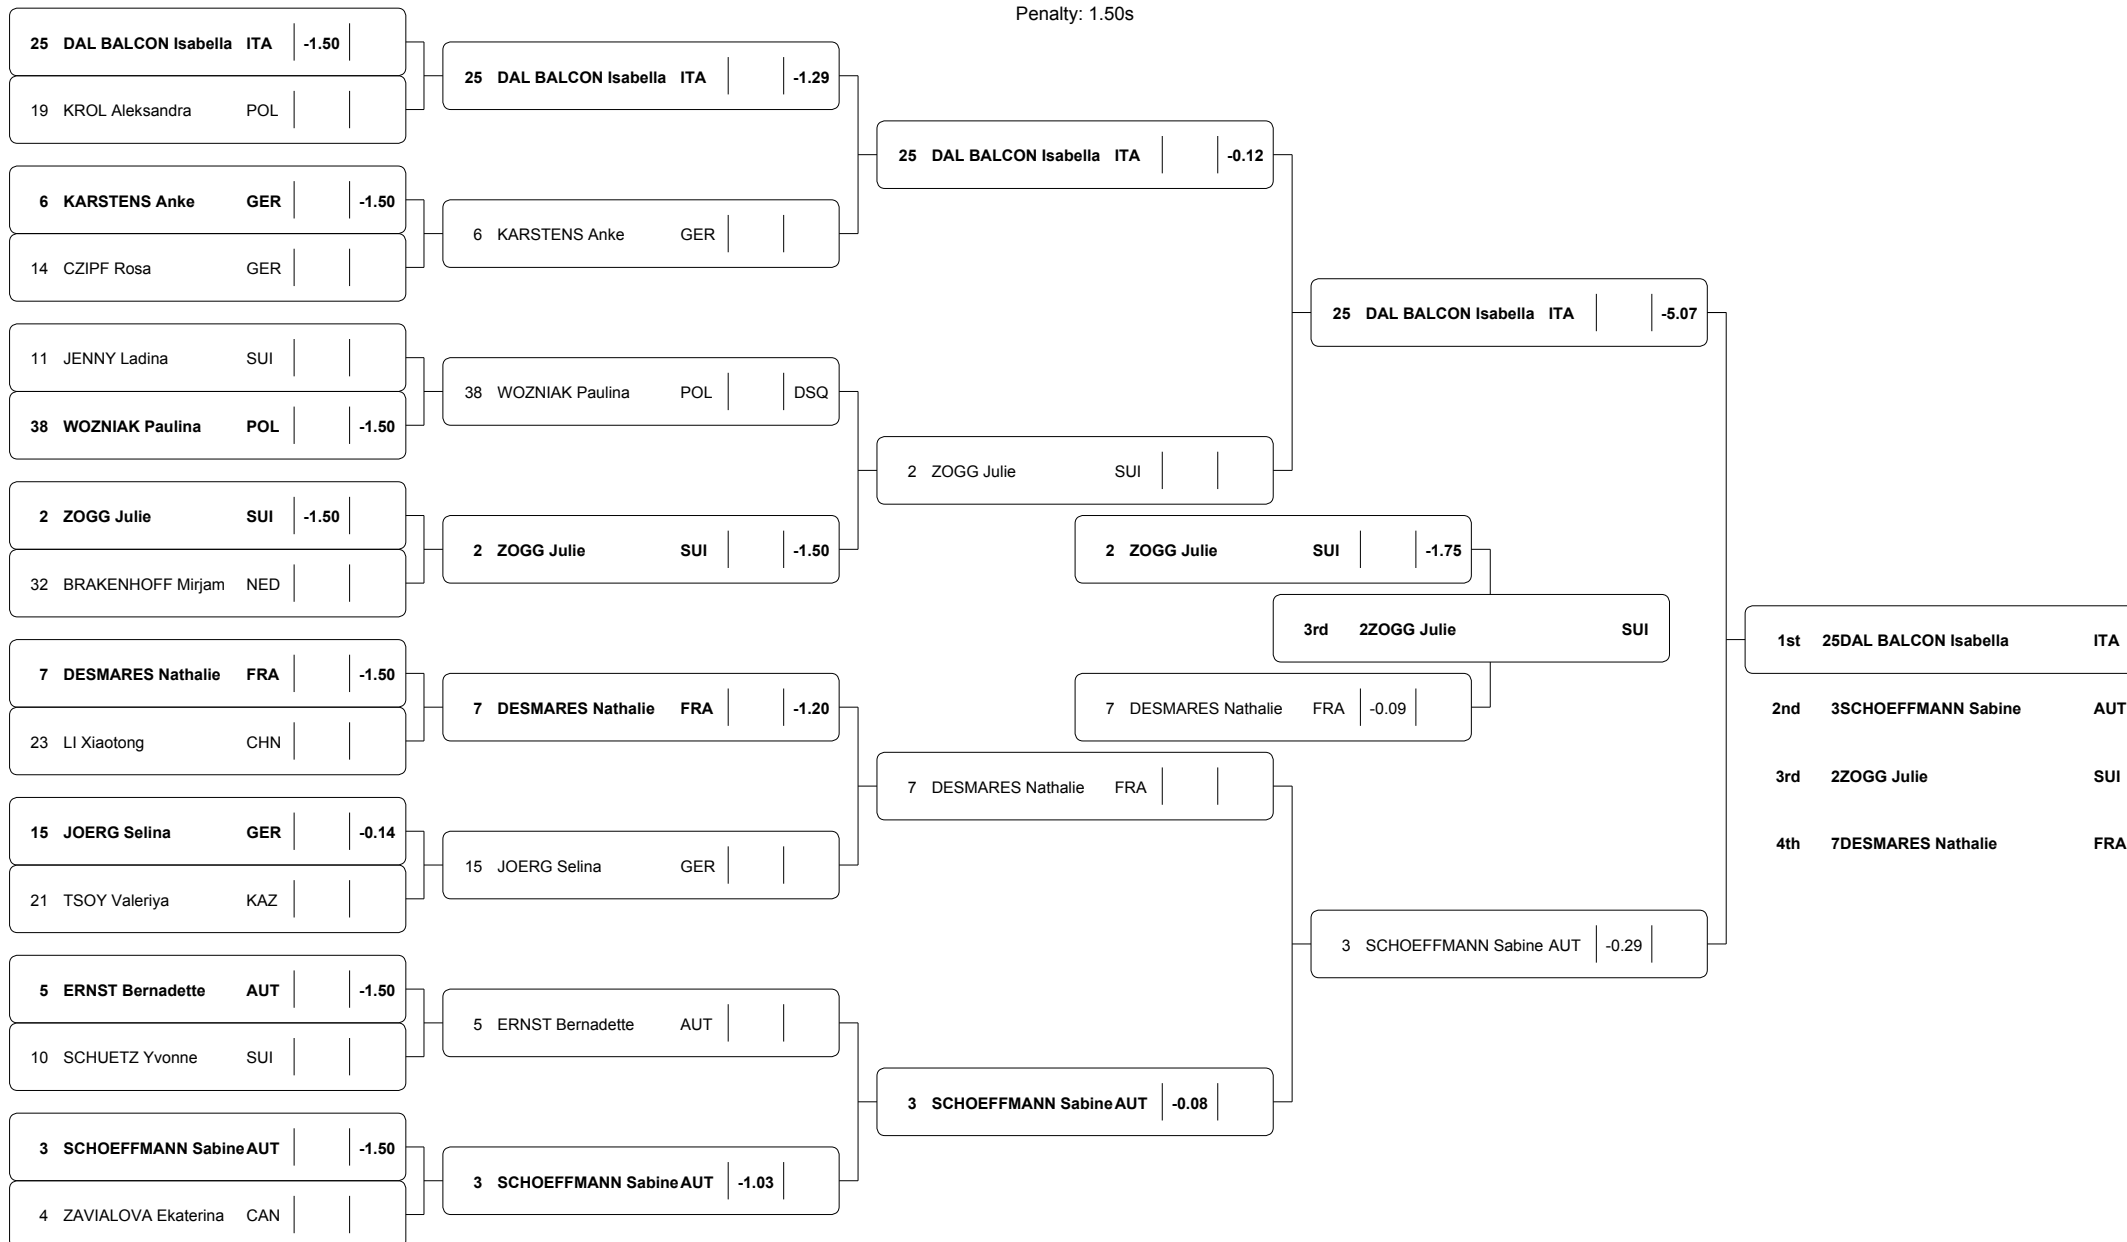 Penalty: 1.50s
25 DAL BALCON Isabella ITA -1.50
19 KROL Aleksandra POL
6 KARSTENS Anke GER -1.50
14 CZIPF Rosa GER
11 JENNY Ladina SUI
38 WOZNIAK Paulina POL -1.50
2 ZOGG Julie SUI -1.50
32 BRAKENHOFF Mirjam NED
7 DESMARES Nathalie FRA -1.50
23 LI Xiaotong CHN
15 JOERG Selina GER -0.14
21 TSOY Valeriya KAZ
5 ERNST Bernadette AUT -1.50
10 SCHUETZ Yvonne SUI
3 SCHOEFFMANN Sabine AUT -1.50
4 ZAVIALOVA Ekaterina CAN
25 DAL BALCON Isabella ITA -1.29
6 KARSTENS Anke GER
38 WOZNIAK Paulina POL DSQ
2 ZOGG Julie SUI -1.50
7 DESMARES Nathalie FRA -1.20
15 JOERG Selina GER
5 ERNST Bernadette AUT
3 SCHOEFFMANN Sabine AUT -1.03
25 DAL BALCON Isabella ITA -0.12
2 ZOGG Julie SUI
7 DESMARES Nathalie FRA
3 SCHOEFFMANN Sabine AUT -0.08
2 ZOGG Julie SUI -1.75
3rd 2ZOGG Julie SUI
7 DESMARES Nathalie FRA -0.09
25 DAL BALCON Isabella ITA -5.07
3 SCHOEFFMANN Sabine AUT -0.29
1st 25DAL BALCON Isabella ITA
2nd 3SCHOEFFMANN Sabine AUT
3rd 2ZOGG Julie SUI
4th 7DESMARES Nathalie FRA